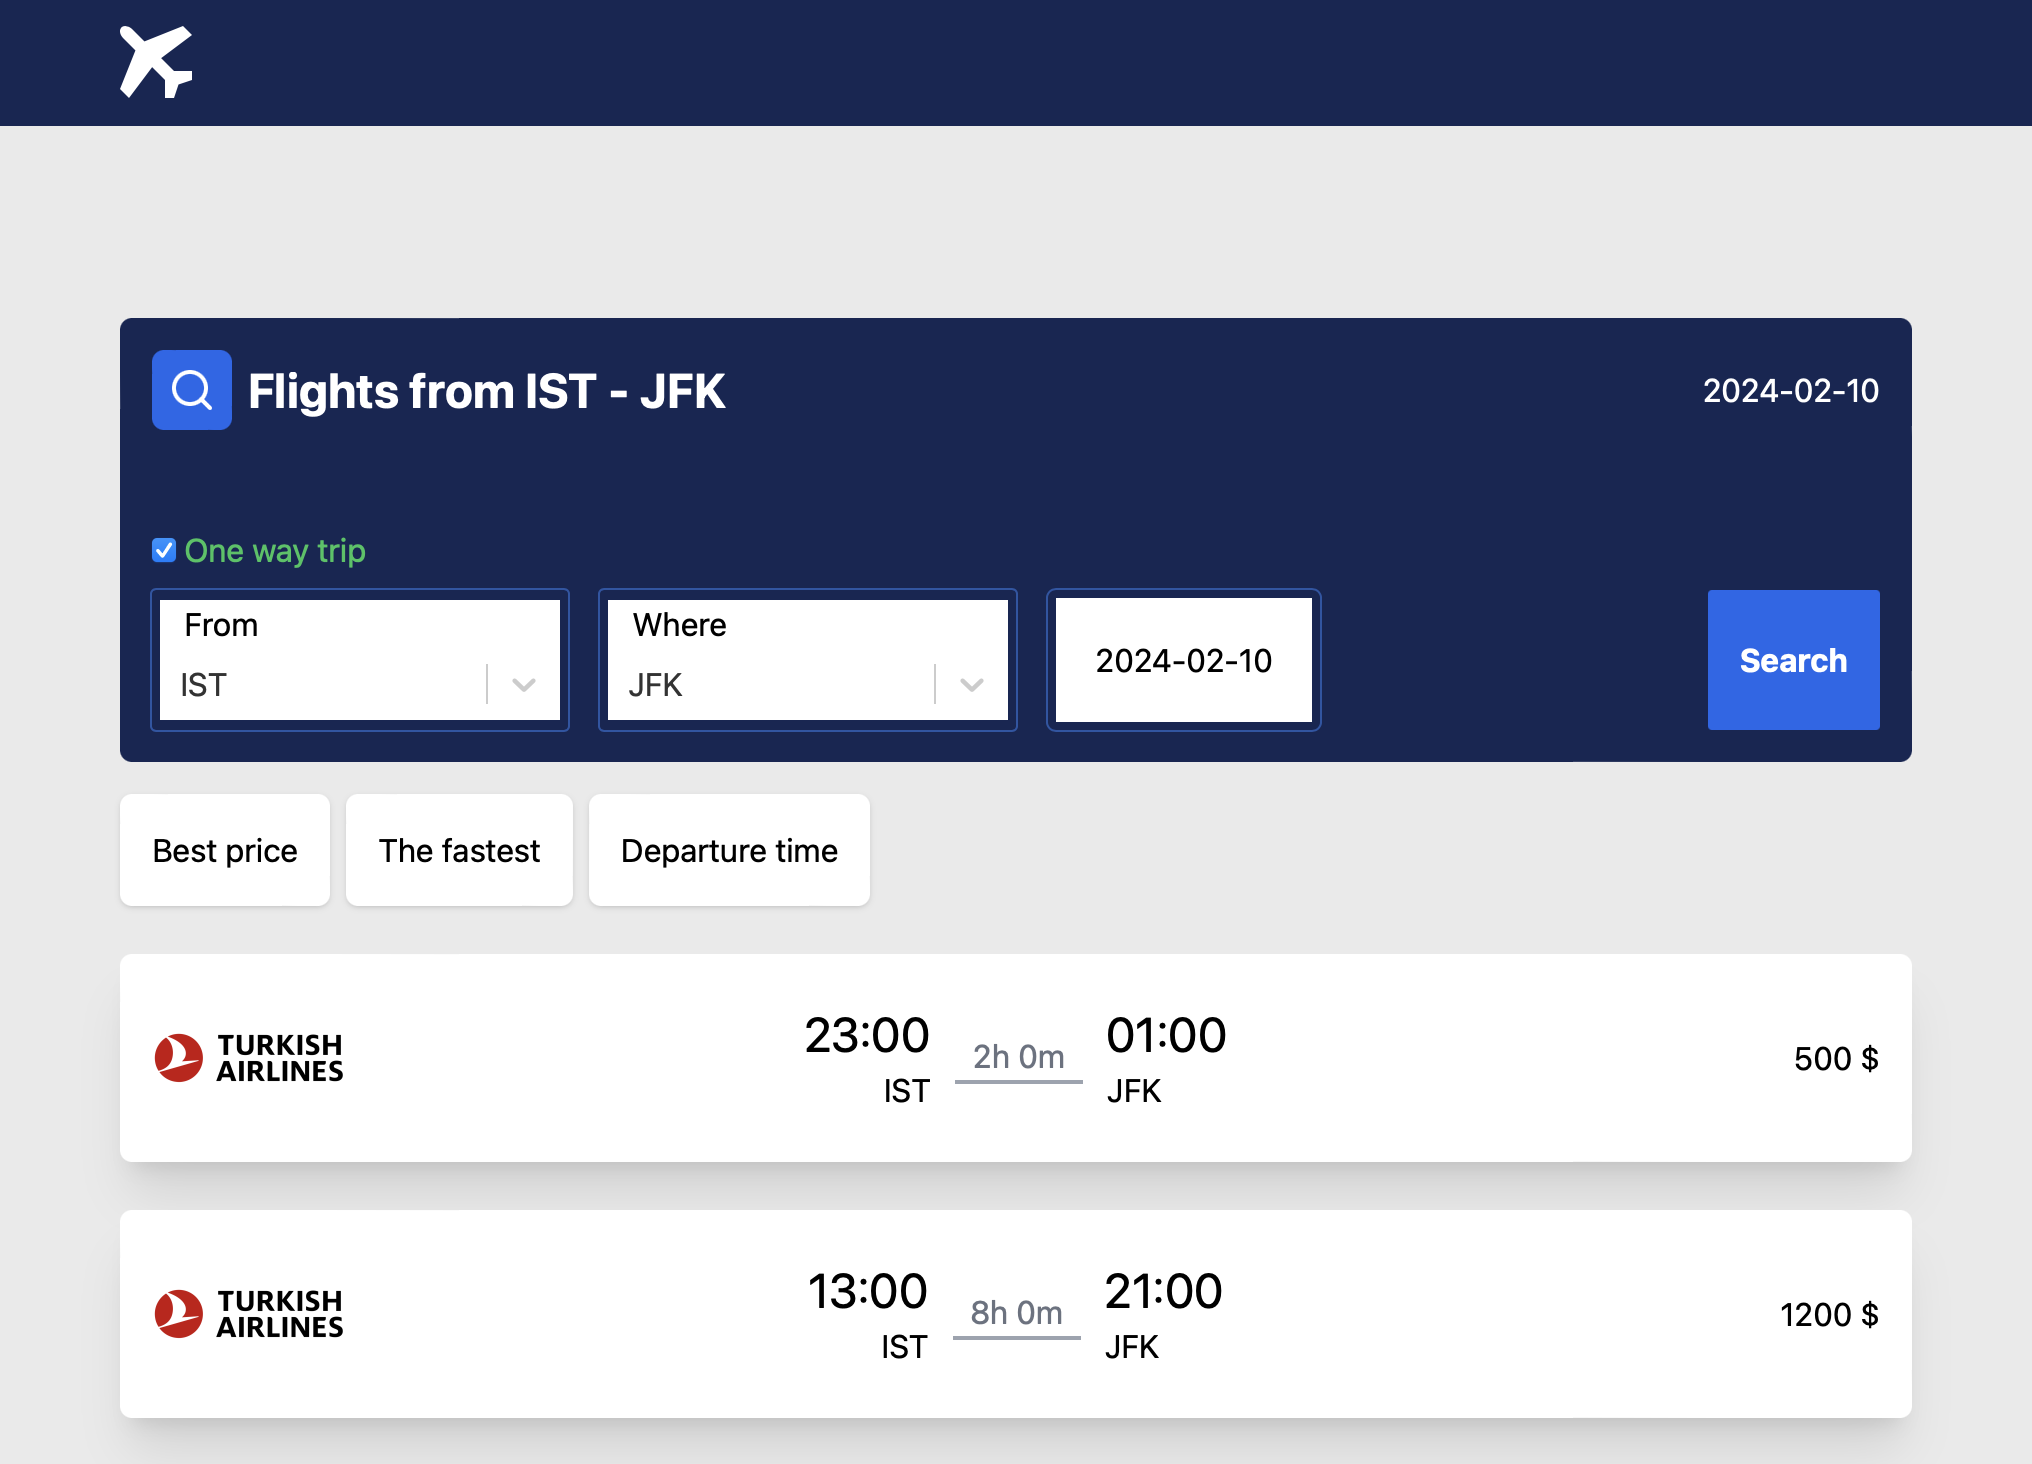 Flights from IST - JFK
2024-02-10
One way trip
From
IST
Where
JFK
2024-02-10
Search
Best price
The fastest
Departure time
TURKISH
AIRLINES
23:00
IST
2h 0m
01:00
JFK
500 $
TURKISH
AIRLINES
13:00
IST
8h 0m
21:00
JFK
1200 $